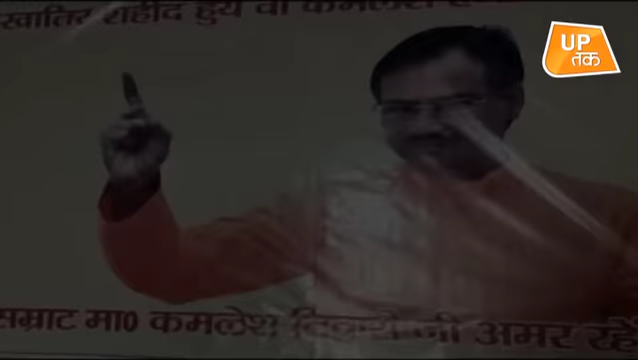 खातिर शहीद हुये वी कमलेश
UP
तक
सम्राट मा० कमलेश तिवारी जी अमर रहें